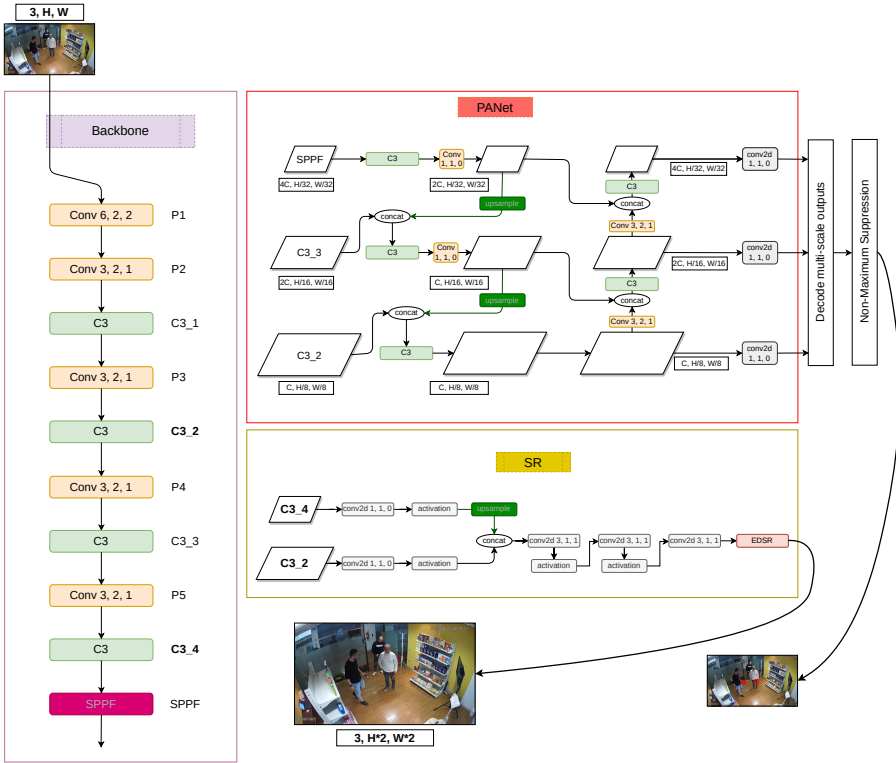 3, H, W
Backbone
Conv 6, 2, 2
P1
Conv 3, 2, 1
P2
C3
C3_1
Conv 3, 2, 1
P3
C3
C3_2
Conv 3, 2, 1
P4
C3
C3_3
Conv 3, 2, 1
P5
C3
C3_4
SPPF
SPPF
PANet
SPPF
C3
Conv
1, 1, 0
4C, H/32, W/32
2C, H/32, W/32
upsample
concat
C3_3
C3
Conv
1, 1, 0
2C, H/16, W/16
C, H/16, W/16
upsample
concat
C3_2
C3
C, H/8, W/8
C, H/8, W/8
4C, H/32, W/32
conv2d
1, 1, 0
C3
concat
Conv 3, 2, 1
2C, H/16, W/16
conv2d
1, 1, 0
C3
concat
Conv 3, 2, 1
C, H/8, W/8
conv2d
1, 1, 0
Decode multi-scale outputs
Non-Maximum Suppression
SR
C3_4
conv2d 1, 1, 0
activation
upsample
concat
C3_2
conv2d 1, 1, 0
activation
conv2d 3, 1, 1
activation
conv2d 3, 1, 1
activation
conv2d 3, 1, 1
EDSR
3, H*2, W*2